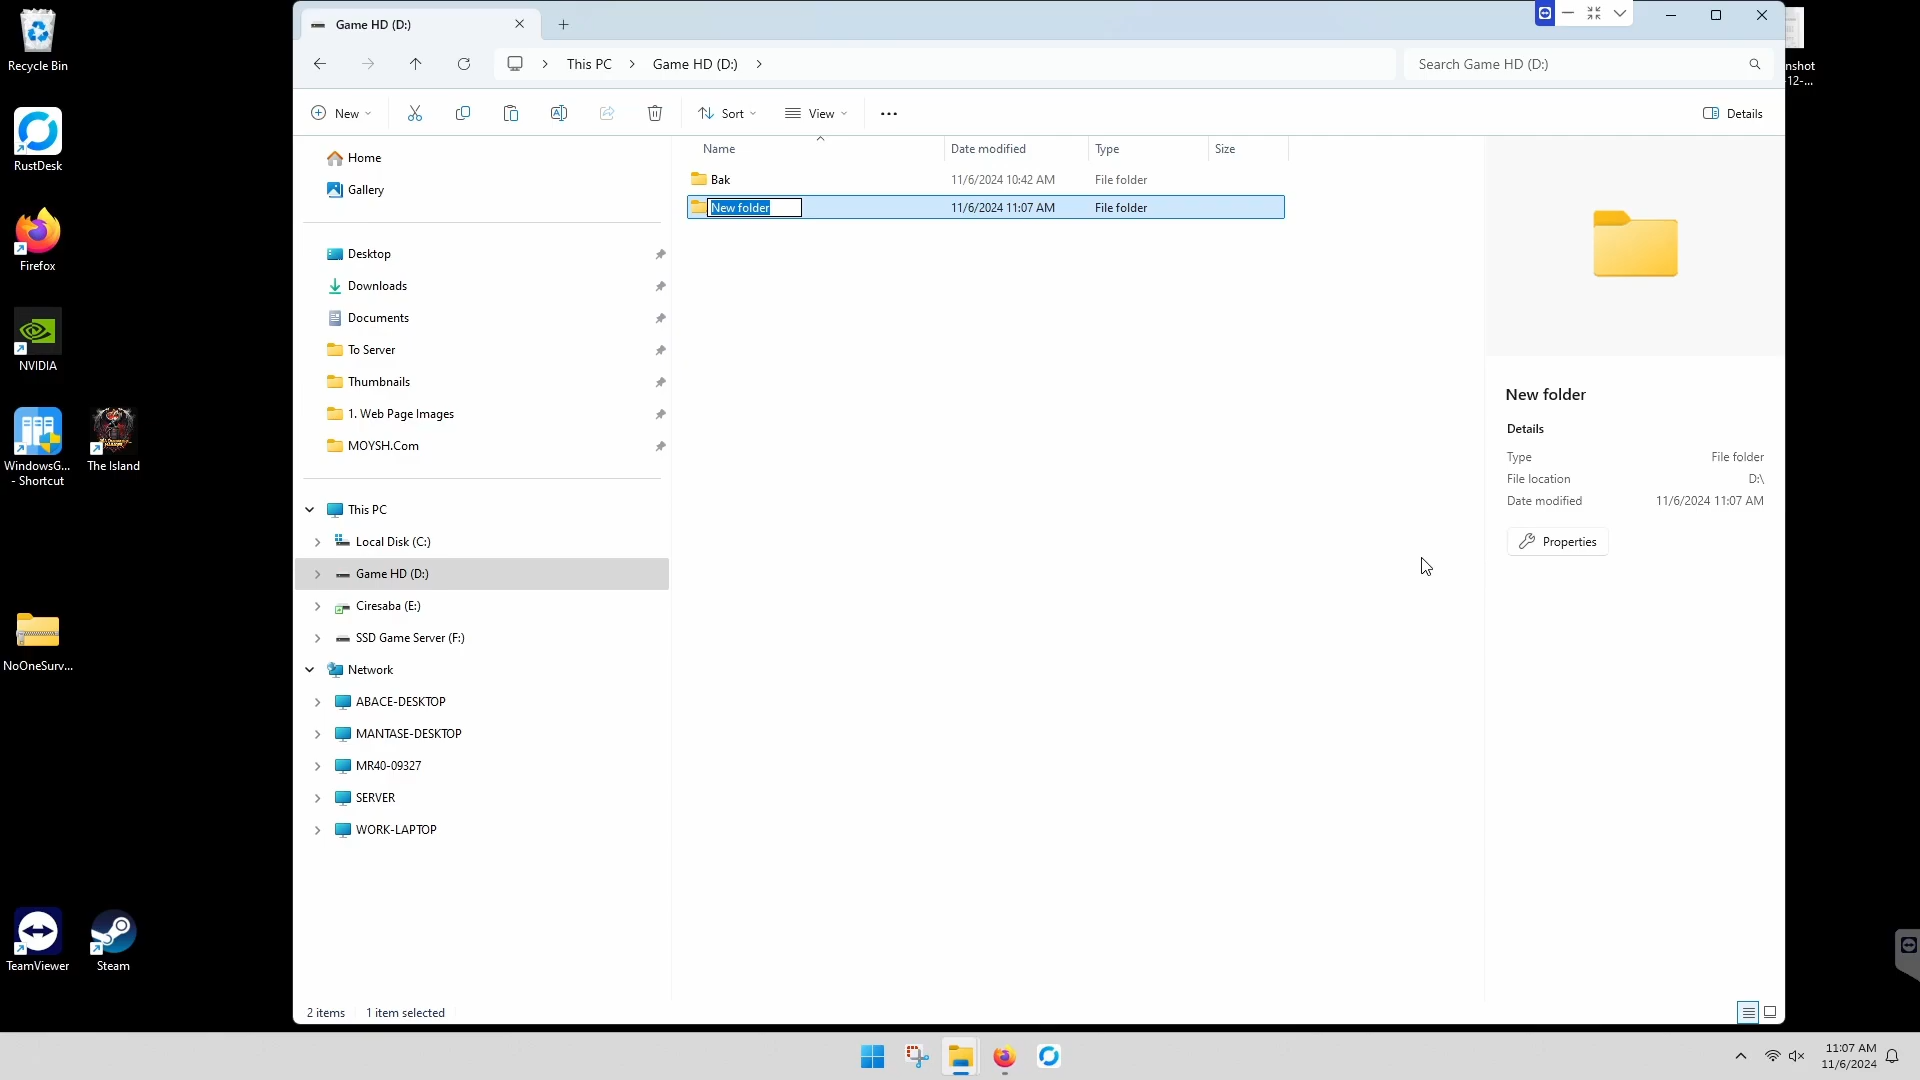 Recycle Bin
RustDesk
Firefox
NVIDIA
WindowsG...
- Shortcut
The Island
NoOneSurv...
TeamViewer
Steam
Game HD (D:)
This PC
Game HD (D:)
Search Game HD (D:)
nshot
12-...
New
Sort
View
Details
Home
Gallery
Desktop
Downloads
Documents
To Server
Thumbnails
1. Web Page Images
MOYSH.Com
This PC
Local Disk (C:)
Game HD (D:)
Ciresaba (E:)
SSD Game Server (F:)
Network
ABACE-DESKTOP
MANTASE-DESKTOP
MR40-09327
SERVER
WORK-LAPTOP
Name Date modified Type Size
Bak 11/6/2024 10:42 AM File folder
New folder 11/6/2024 11:07 AM File folder
New folder
Details
Type File folder
File location D:\
Date modified 11/6/2024 11:07 AM
Properties
2 items 1 item selected
11:07 AM
11/6/2024